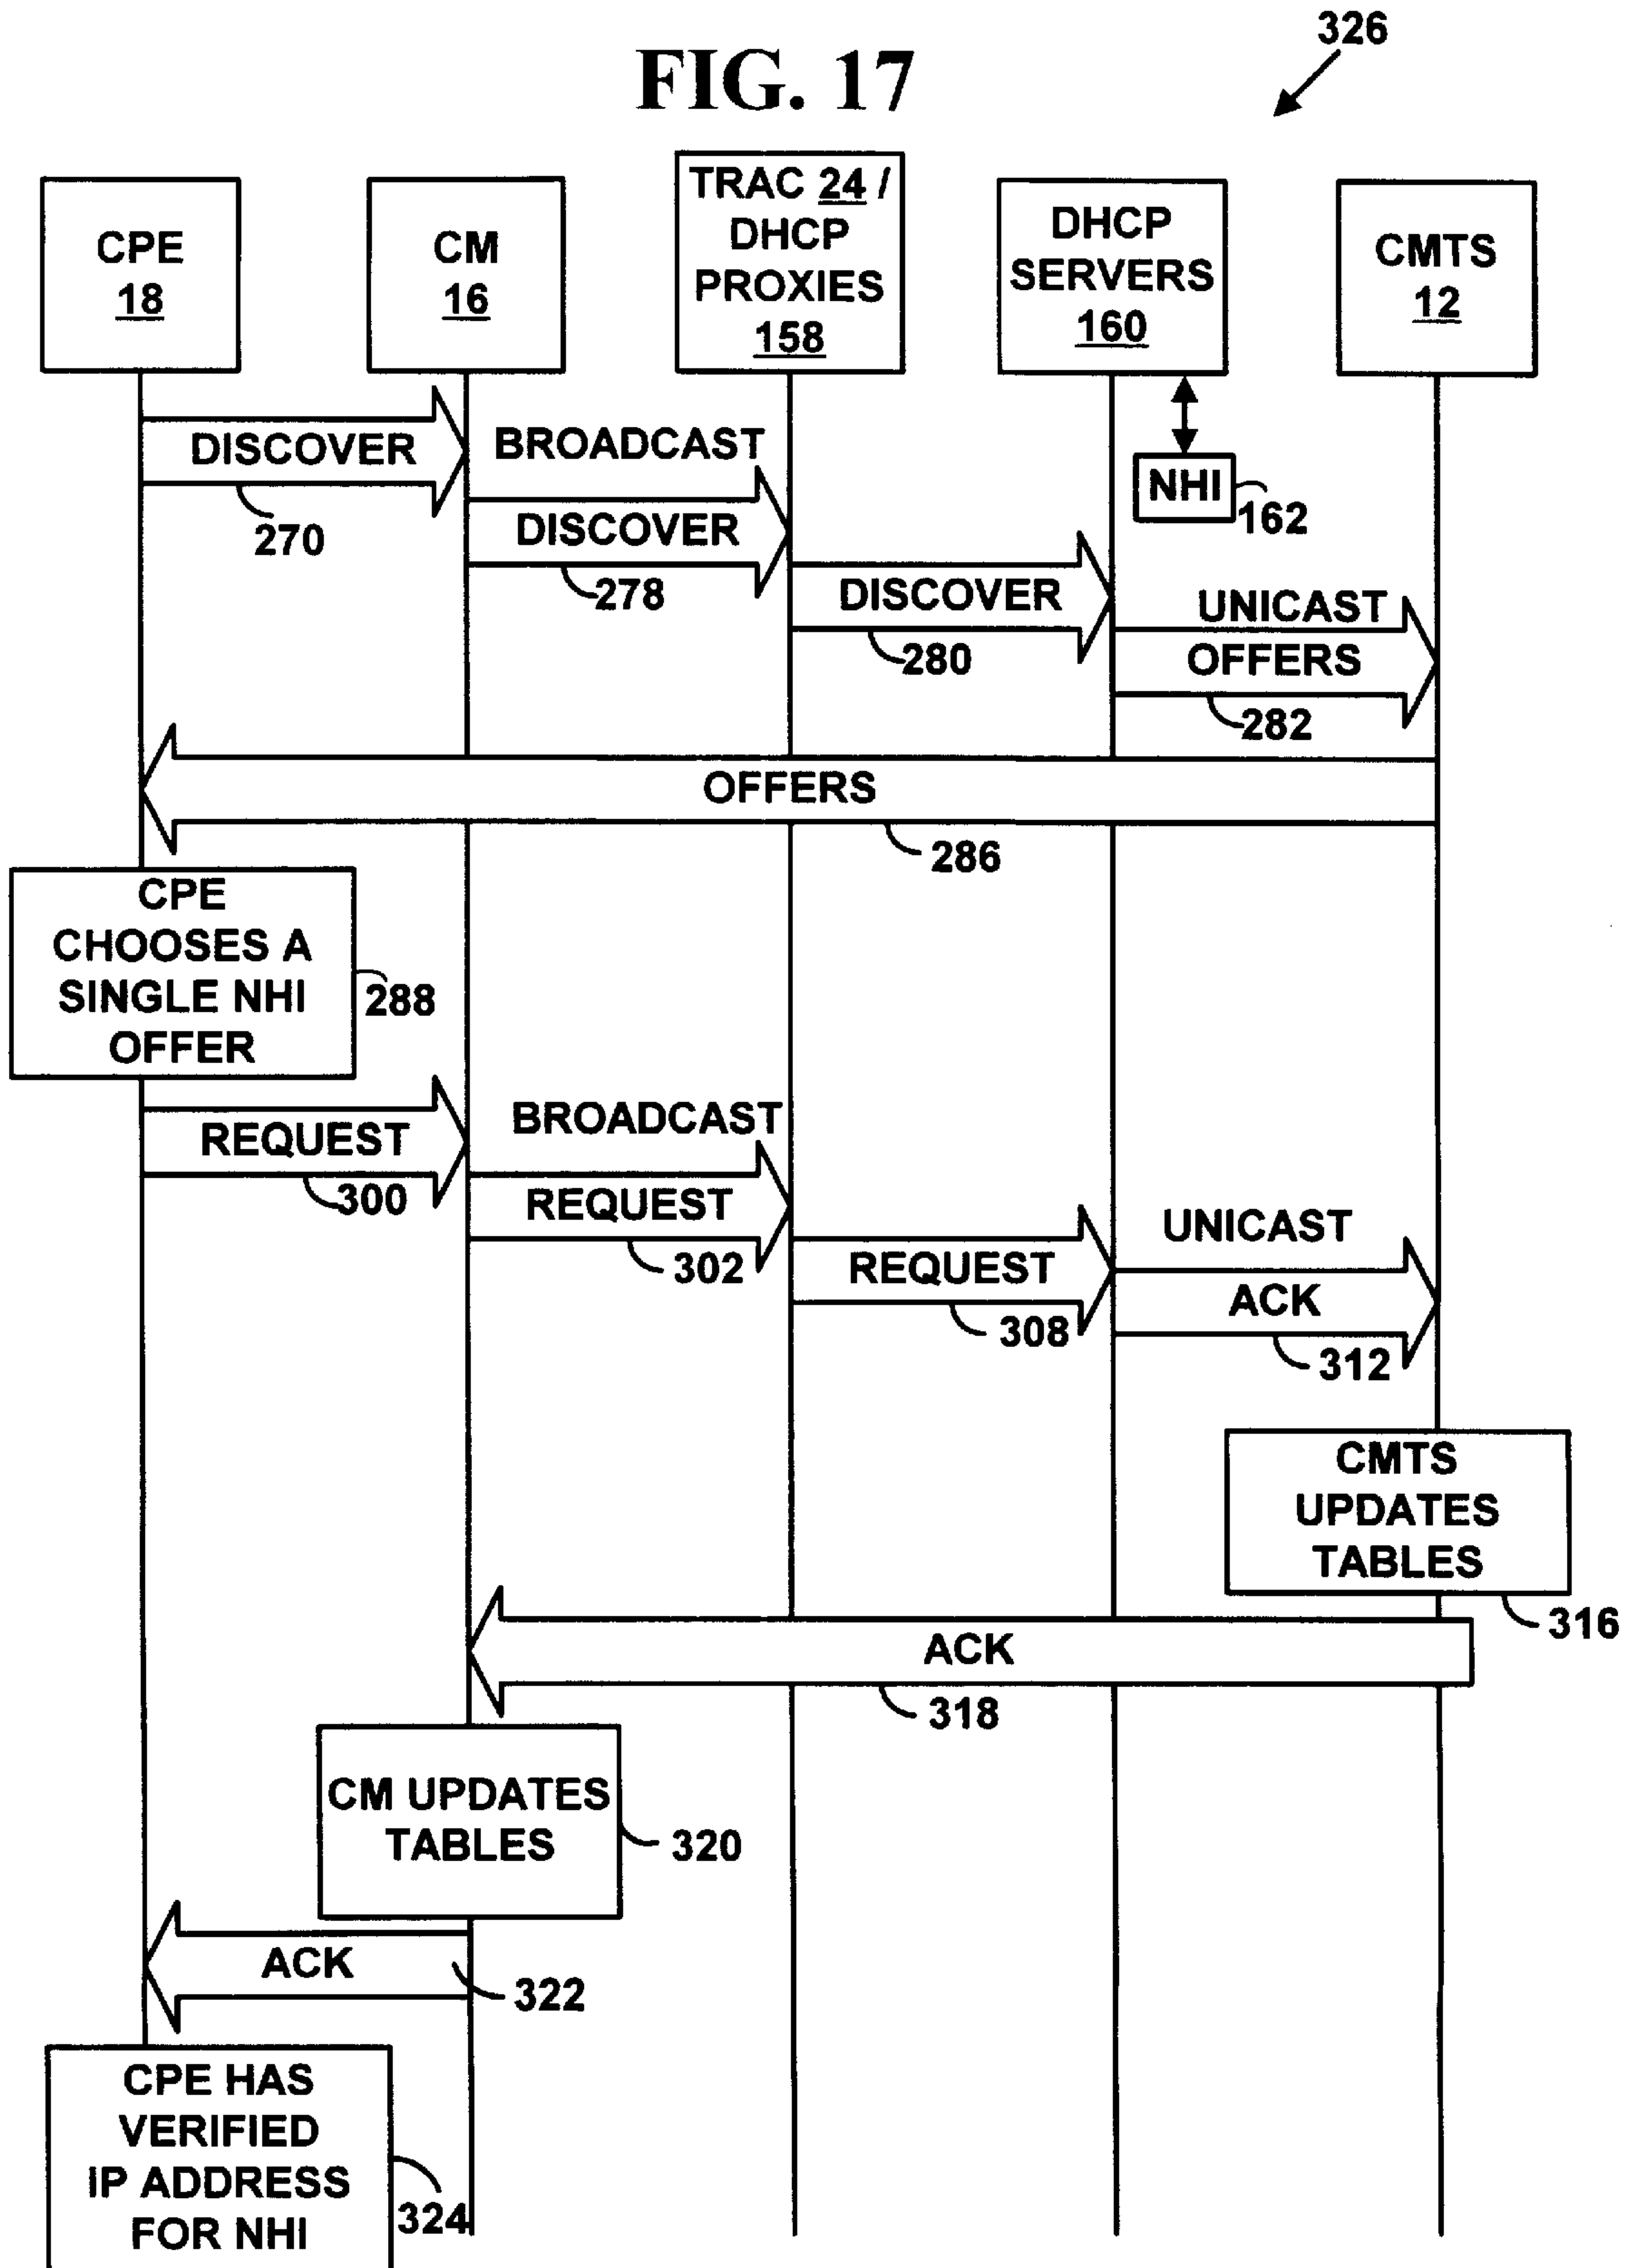 326
FIG. 17
CPE
18
CM
16
TRAC 24 /
DHCP
PROXIES
158
DHCP
SERVERS
160
CMTS
12
DISCOVER
270
BROADCAST
DISCOVER
278
NHI
162
DISCOVER
280
UNICAST
OFFERS
282
OFFERS
286
CPE
CHOOSES A
SINGLE NHI
OFFER
288
REQUEST
300
BROADCAST
REQUEST
302
REQUEST
308
UNICAST
ACK
312
CMTS
UPDATES
TABLES
316
ACK
318
CM UPDATES
TABLES
320
ACK
322
CPE HAS
VERIFIED
IP ADDRESS
FOR NHI
324